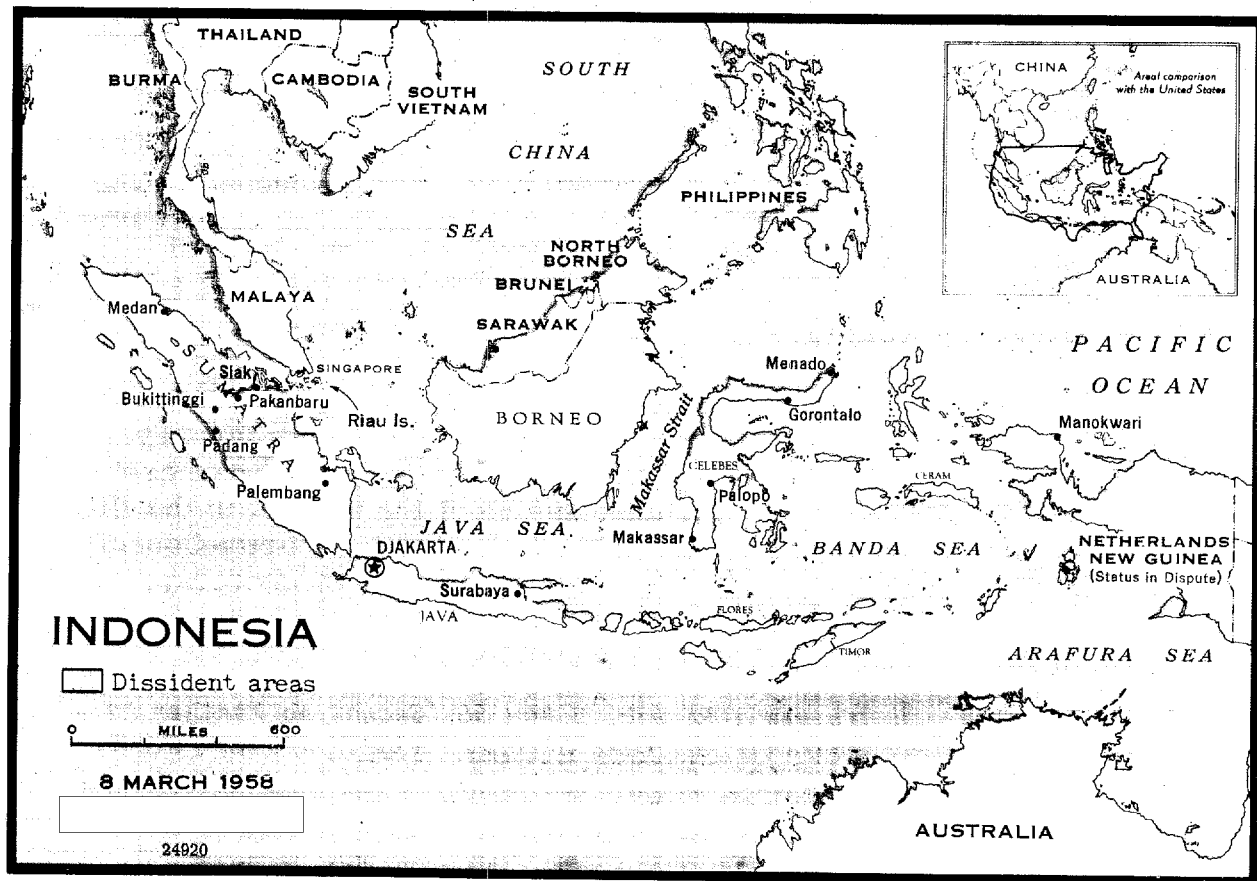 THAILAND
BURMA
CAMBODIA
SOUTH
VIETNAM
SOUTH
CHINA
SEA
PHILIPPINES
CHINA
Areal comparison
with the United States
AUSTRALIA
NORTH
BORNEO
BRUNEI
SARAWAK
MALAYA
Medan
SUMATRA
Siak
SINGAPORE
Bukittinggi
Pakanbaru
Riau Is.
Padang
Palembang
BORNEO
Makassar Strait
Menado
Gorontalo
PACIFIC
OCEAN
Manokwari
CELEBES
Palopo
CERAM
Makassar
JAVA SEA
DJAKARTA
BANDA SEA
NETHERLANDS
NEW GUINEA
(Status in Dispute)
Surabaya
JAVA
FLORES
TIMOR
ARAFURA SEA
INDONESIA
Dissident areas
0 MILES 600
8 MARCH 1958
24920
AUSTRALIA